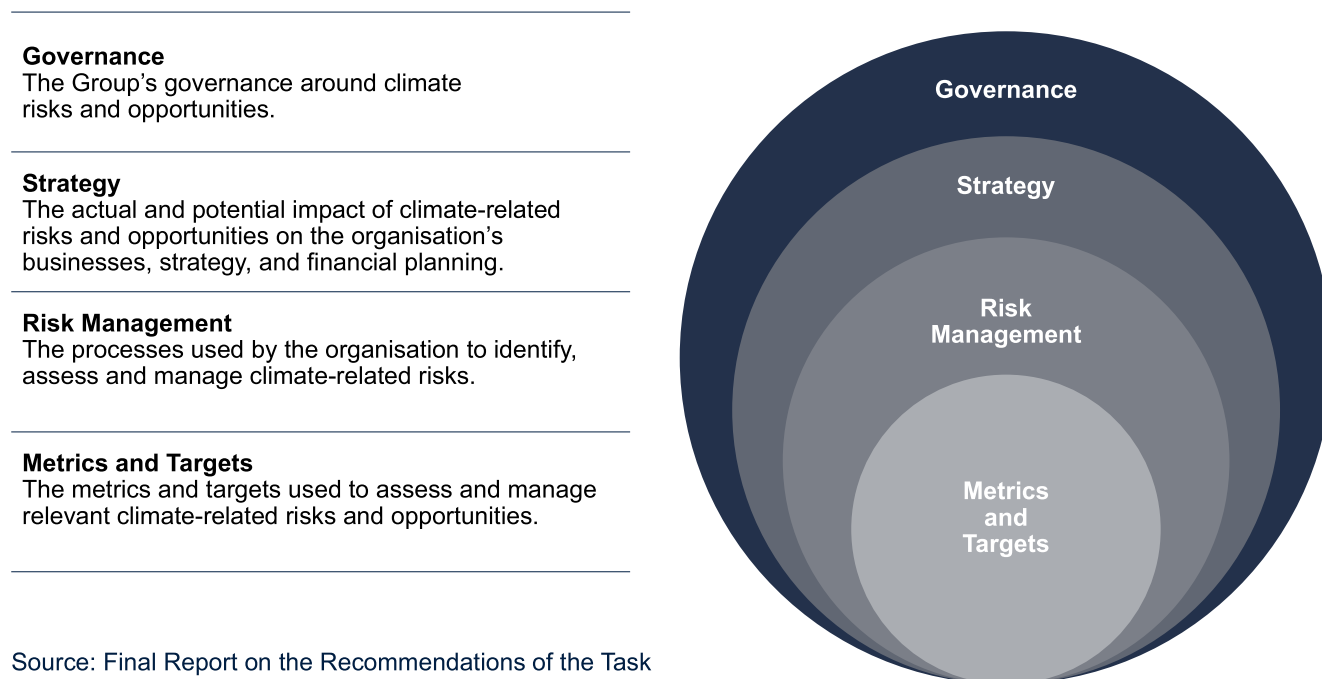 Governance
The Group’s governance around climate
risks and opportunities.
Strategy
The actual and potential impact of climate-related
risks and opportunities on the organisation’s
businesses, strategy, and financial planning.
Risk Management
The processes used by the organisation to identify,
assess and manage climate-related risks.
Metrics and Targets
The metrics and targets used to assess and manage
relevant climate-related risks and opportunities.
Source: Final Report on the Recommendations of the Task
Governance
Strategy
Risk
Management
Metrics
and
Targets